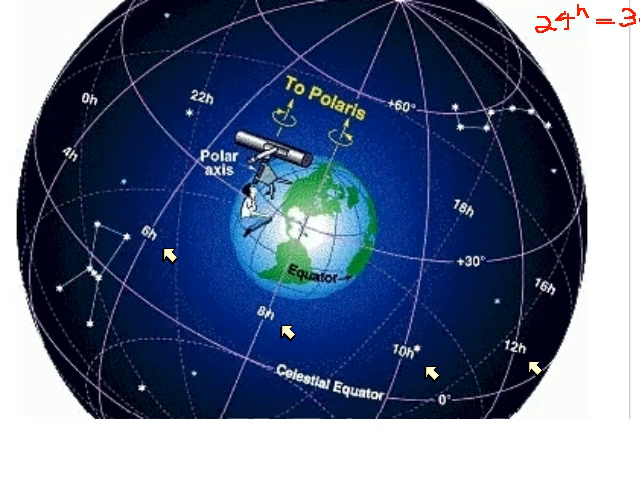 24ʰ = 3
To Polaris
+60°
0h
22h
Polar
axis
4h
18h
6h
+30°
Equator
16h
8h
10h
12h
Celestial Equator
0°